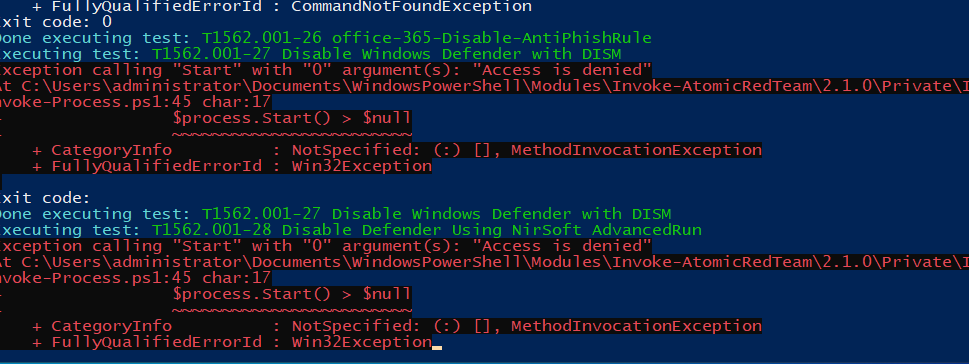 + FullyQualifiedErrorId : CommandNotFoundException
xit code: 0
one executing test: T1562.001-26 office-365-Disable-AntiPhishRule
xecuting test: T1562.001-27 Disable Windows Defender with DISM
xception calling "Start" with "0" argument(s): "Access is denied"
t C:\Users\administrator\Documents\WindowsPowerShell\Modules\Invoke-AtomicRedTeam\2.1.0\Private\I
nvoke-Process.ps1:45 char:17
$process.Start() > $null
~~~~~~~~~~~~~~~~~~~~~~~~
+ CategoryInfo : NotSpecified: (:) [], MethodInvocationException
+ FullyQualifiedErrorId : Win32Exception
xit code:
one executing test: T1562.001-27 Disable Windows Defender with DISM
xecuting test: T1562.001-28 Disable Defender Using NirSoft AdvancedRun
xception calling "Start" with "0" argument(s): "Access is denied"
t C:\Users\administrator\Documents\WindowsPowerShell\Modules\Invoke-AtomicRedTeam\2.1.0\Private\I
nvoke-Process.ps1:45 char:17
$process.Start() > $null
~~~~~~~~~~~~~~~~~~~~~~~~
+ CategoryInfo : NotSpecified: (:) [], MethodInvocationException
+ FullyQualifiedErrorId : Win32Exception